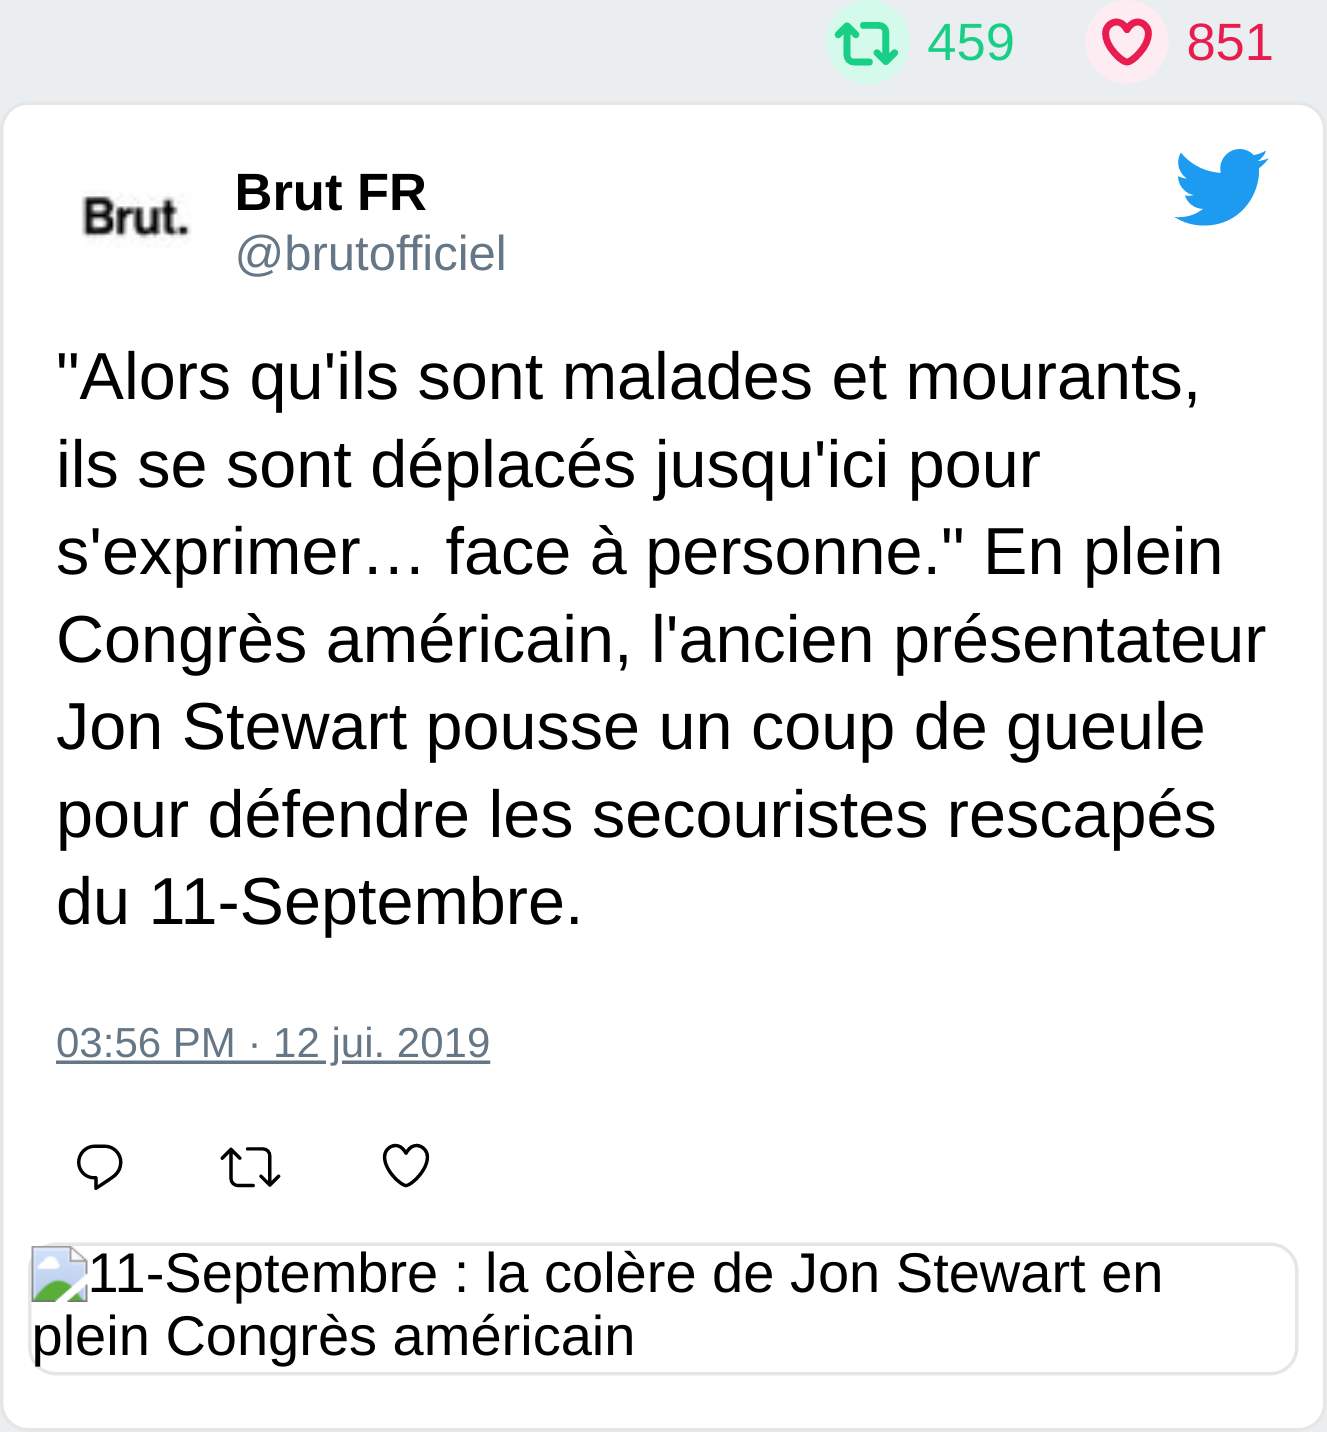 459 851
Brut.
Brut FR
@brutofficiel
"Alors qu'ils sont malades et mourants,
ils se sont déplacés jusqu'ici pour
s'exprimer… face à personne." En plein
Congrès américain, l'ancien présentateur
Jon Stewart pousse un coup de gueule
pour défendre les secouristes rescapés
du 11-Septembre.
03:56 PM · 12 jui. 2019
11-Septembre : la colère de Jon Stewart en
plein Congrès américain